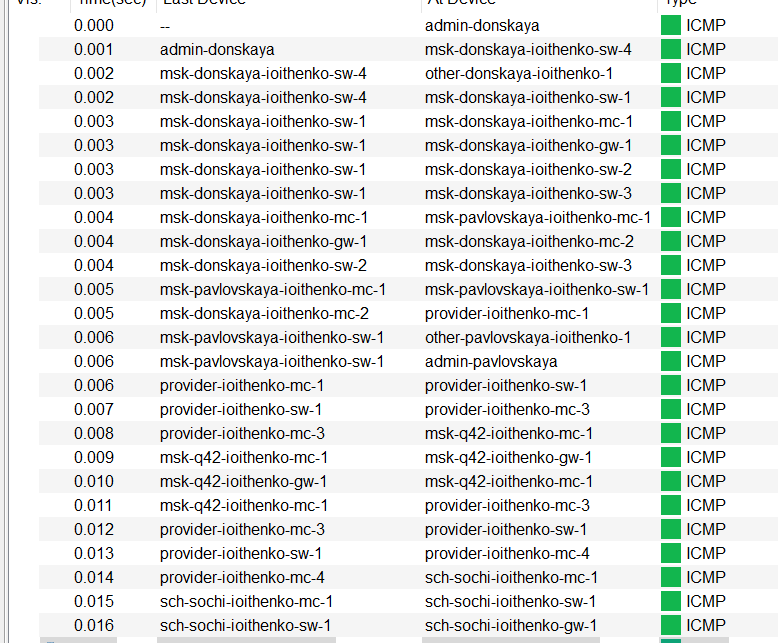 Vis. Time(sec) Last Device At Device Type
0.000 -- admin-donskaya ICMP
0.001 admin-donskaya msk-donskaya-ioithenko-sw-4 ICMP
0.002 msk-donskaya-ioithenko-sw-4 other-donskaya-ioithenko-1 ICMP
0.002 msk-donskaya-ioithenko-sw-4 msk-donskaya-ioithenko-sw-1 ICMP
0.003 msk-donskaya-ioithenko-sw-1 msk-donskaya-ioithenko-mc-1 ICMP
0.003 msk-donskaya-ioithenko-sw-1 msk-donskaya-ioithenko-gw-1 ICMP
0.003 msk-donskaya-ioithenko-sw-1 msk-donskaya-ioithenko-sw-2 ICMP
0.003 msk-donskaya-ioithenko-sw-1 msk-donskaya-ioithenko-sw-3 ICMP
0.004 msk-donskaya-ioithenko-mc-1 msk-pavlovskaya-ioithenko-mc-1 ICMP
0.004 msk-donskaya-ioithenko-gw-1 msk-donskaya-ioithenko-mc-2 ICMP
0.004 msk-donskaya-ioithenko-sw-2 msk-donskaya-ioithenko-sw-3 ICMP
0.005 msk-pavlovskaya-ioithenko-mc-1 msk-pavlovskaya-ioithenko-sw-1 ICMP
0.005 msk-donskaya-ioithenko-mc-2 provider-ioithenko-mc-1 ICMP
0.006 msk-pavlovskaya-ioithenko-sw-1 other-pavlovskaya-ioithenko-1 ICMP
0.006 msk-pavlovskaya-ioithenko-sw-1 admin-pavlovskaya ICMP
0.006 provider-ioithenko-mc-1 provider-ioithenko-sw-1 ICMP
0.007 provider-ioithenko-sw-1 provider-ioithenko-mc-3 ICMP
0.008 provider-ioithenko-mc-3 msk-q42-ioithenko-mc-1 ICMP
0.009 msk-q42-ioithenko-mc-1 msk-q42-ioithenko-gw-1 ICMP
0.010 msk-q42-ioithenko-gw-1 msk-q42-ioithenko-mc-1 ICMP
0.011 msk-q42-ioithenko-mc-1 provider-ioithenko-mc-3 ICMP
0.012 provider-ioithenko-mc-3 provider-ioithenko-sw-1 ICMP
0.013 provider-ioithenko-sw-1 provider-ioithenko-mc-4 ICMP
0.014 provider-ioithenko-mc-4 sch-sochi-ioithenko-mc-1 ICMP
0.015 sch-sochi-ioithenko-mc-1 sch-sochi-ioithenko-sw-1 ICMP
0.016 sch-sochi-ioithenko-sw-1 sch-sochi-ioithenko-gw-1 ICMP